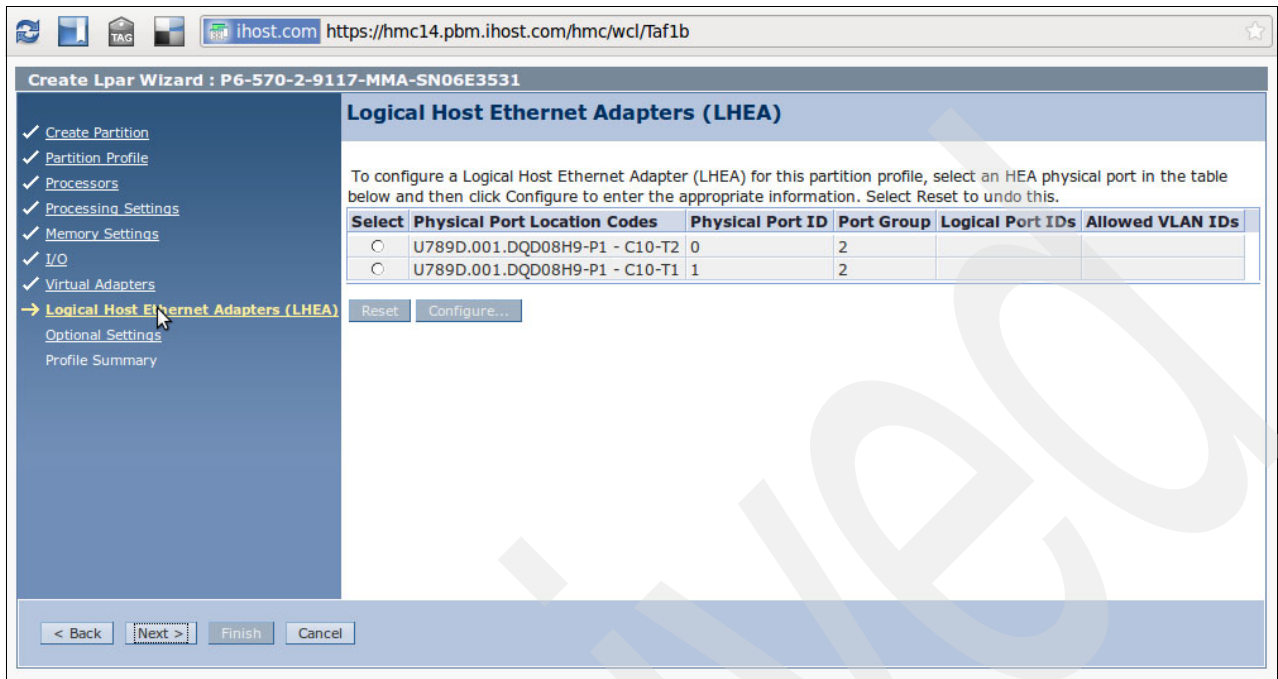 TAG
ihost.com https://hmc14.pbm.ihost.com/hmc/wcl/Taf1b
Create Lpar Wizard : P6-570-2-9117-MMA-SN06E3531
Create Partition
Partition Profile
Processors
Processing Settings
Memory Settings
I/O
Virtual Adapters
Logical Host Ethernet Adapters (LHEA)
Optional Settings
Profile Summary
Logical Host Ethernet Adapters (LHEA)
To configure a Logical Host Ethernet Adapter (LHEA) for this partition profile, select an HEA physical port in the table
below and then click Configure to enter the appropriate information. Select Reset to undo this.
Select Physical Port Location Codes Physical Port ID Port Group Logical Port IDs Allowed VLAN IDs
U789D.001.DQD08H9-P1 - C10-T2 0 2
U789D.001.DQD08H9-P1 - C10-T1 1 2
Reset Configure...
< Back Next > Finish Cancel